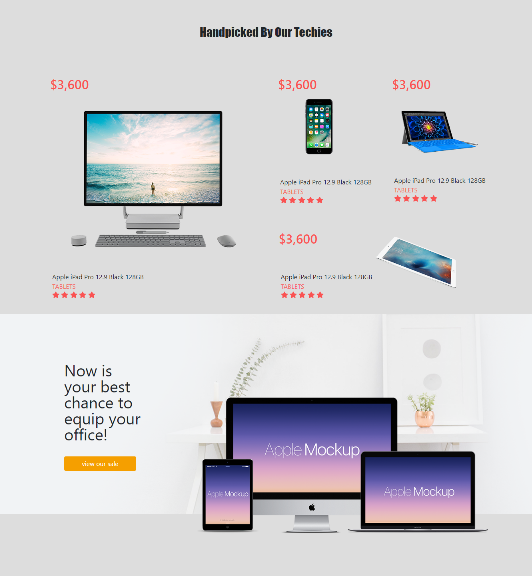 Handpicked By Our Techies
$3,600
Apple iPad Pro 12.9 Black 128GB
TABLETS
$3,600
Apple iPad Pro 12.9 Black 128GB
TABLETS
$3,600
Apple iPad Pro 12.9 Black 128GB
TABLETS
$3,600
Apple iPad Pro 12.9 Black 128GB
TABLETS
Now is
your best
chance to
equip your
office!
view our sale
Apple Mockup
Apple Mockup
Apple Mockup